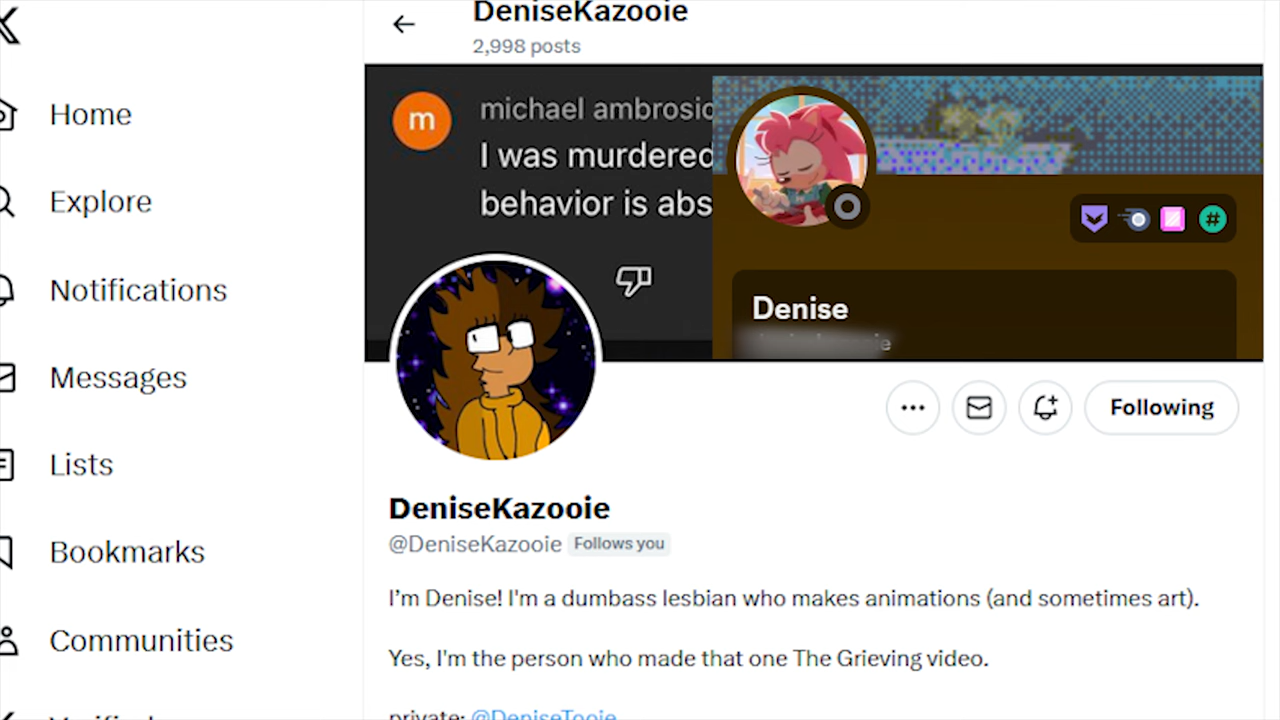 DeniseKazooie
2,998 posts
Home
Explore
Notifications
Messages
Lists
Bookmarks
Communities
m
michael ambrosio
I was murdered
behavior is abs
Denise
Following
DeniseKazooie
@DeniseKazooie Follows you
I’m Denise! I'm a dumbass lesbian who makes animations (and sometimes art).
Yes, I'm the person who made that one The Grieving video.
private: @DeniseTooie